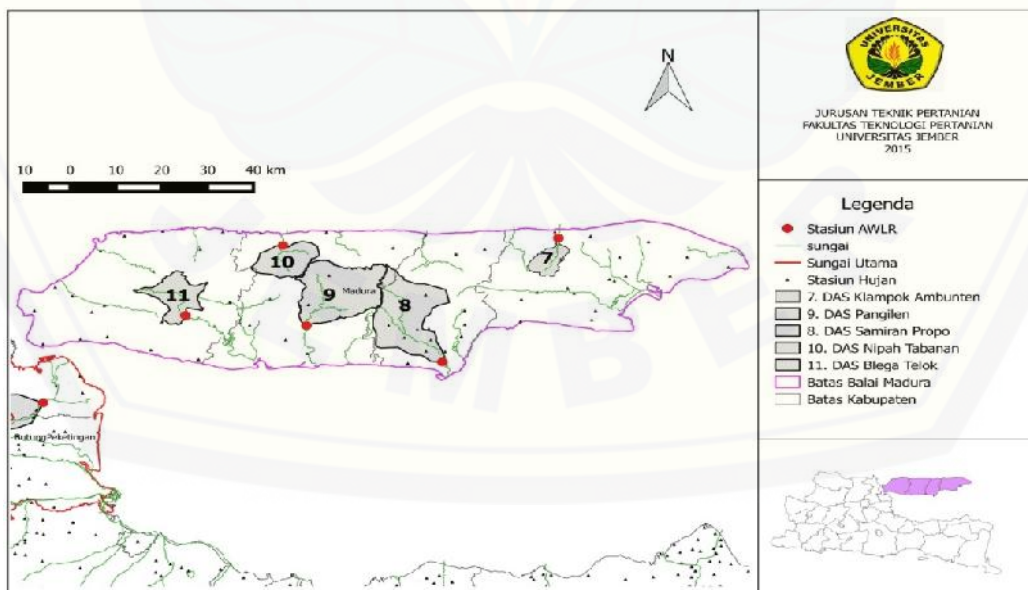 N
10 0 10 20 30 40 km
10
7
11
9
Madura
8
UNIVERSITAS
JEMBER
JURUSAN TEKNIK PERTANIAN
FAKULTAS TEKNOLOGI PERTANIAN
UNIVERSITAS JEMBER
2015
Legenda
Stasiun AWLR
sungai
Sungai Utama
Stasiun Hujan
7. DAS Klampok Ambunten
9. DAS Pangilen
8. DAS Samiran Propo
10. DAS Nipah Tabanan
11. DAS Blega Telok
Batas Balai Madura
Batas Kabupaten